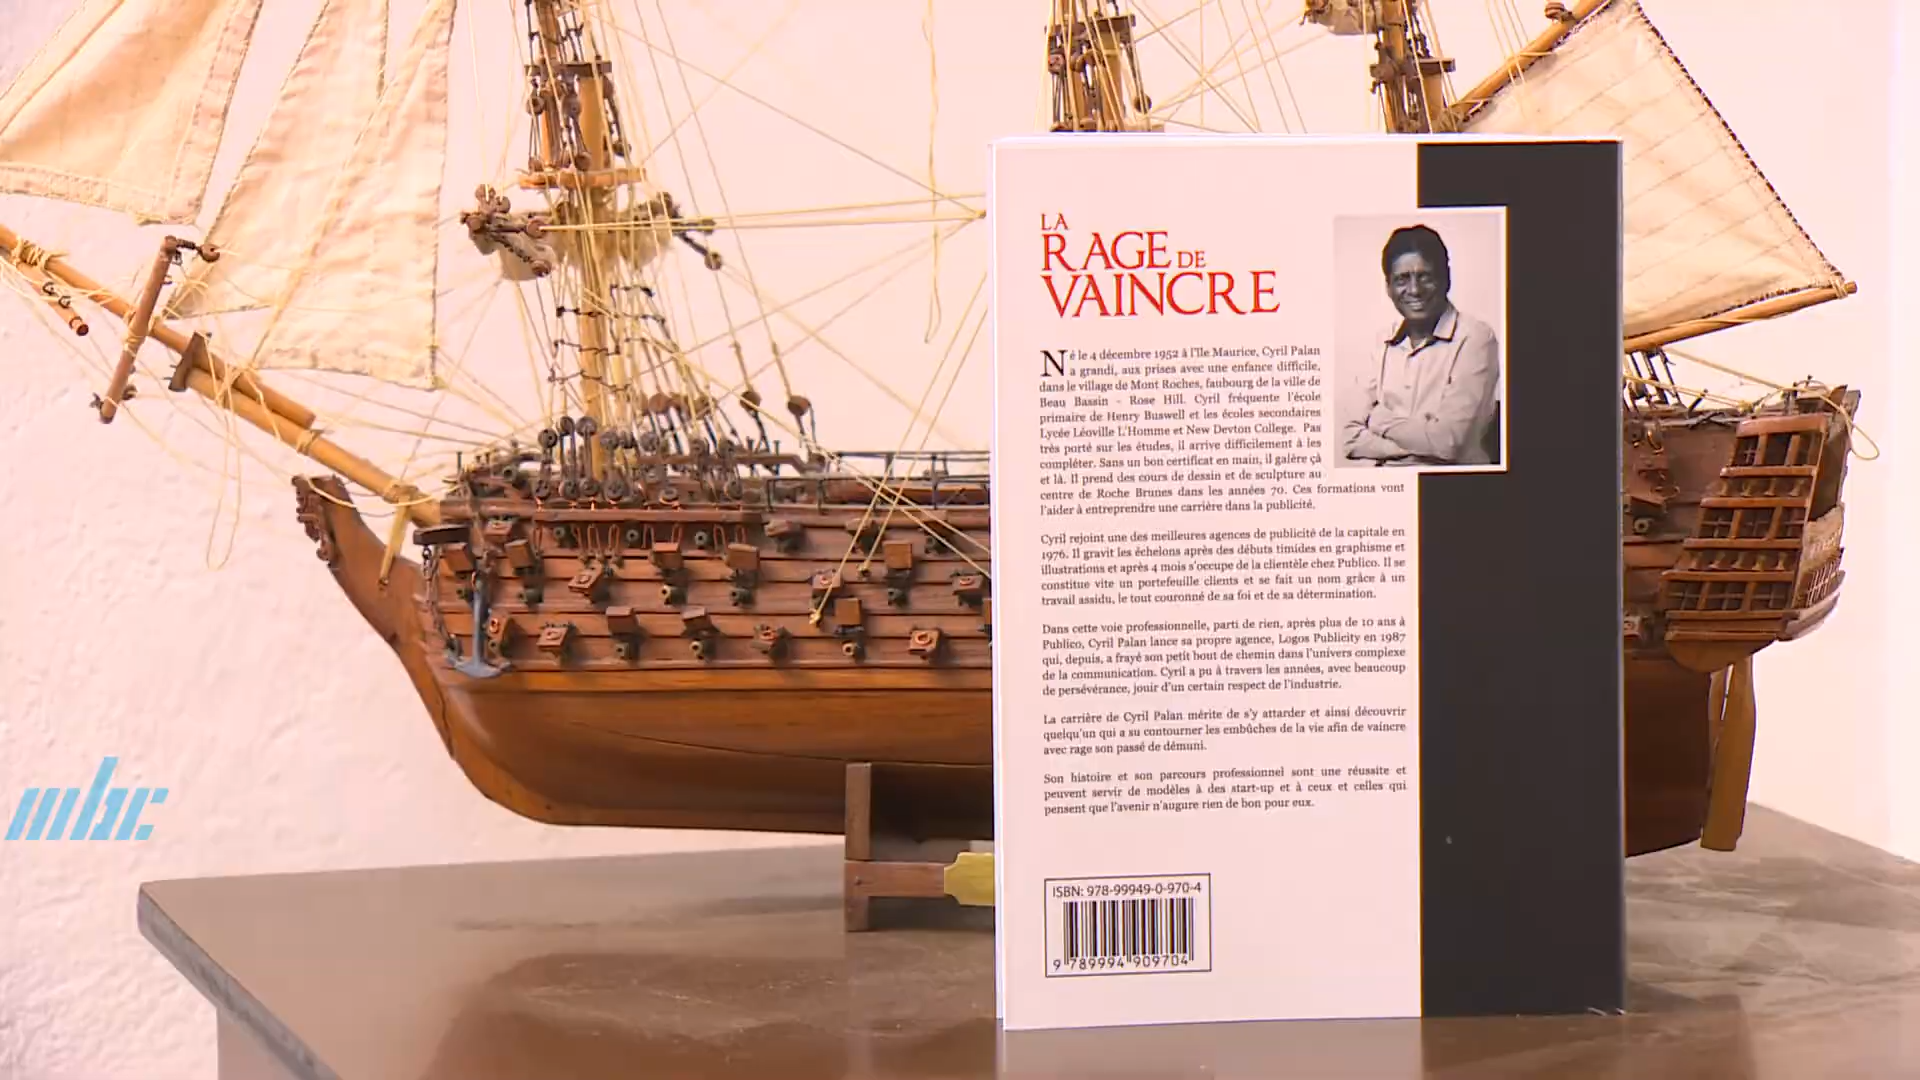 LA
RAGE DE
VAINCRE
Né le 4 décembre 1952 à l'Ile Maurice, Cyril Palan
a grandi, aux prises avec une enfance difficile,
dans le village de Mont Roches, faubourg de la ville de
Beau Bassin - Rose Hill. Cyril fréquente l'école
primaire de Henry Buswell et les écoles secondaires
Lycée Léoville L'Homme et New Devton College. Pas
très porté sur les études, il arrive difficilement à les
compléter. Sans un bon certificat en main, il galère çà
et là. Il prend des cours de dessin et de sculpture au
centre de Roche Brunes dans les années 70. Ces formations vont
l'aider à entreprendre une carrière dans la publicité.
Cyril rejoint une des meilleures agences de publicité de la capitale en
1976. Il gravit les échelons après des débuts timides en graphisme et
illustrations et après 4 mois s'occupe de la clientèle chez Publico. Il se
constitue vite un portefeuille clients et se fait un nom grâce à un
travail assidu, le tout couronné de sa foi et de sa détermination.
Dans cette voie professionnelle, parti de rien, après plus de 10 ans à
Publico, Cyril Palan lance sa propre agence, Logos Publicity en 1987
qui, depuis, a frayé son petit bout de chemin dans l'univers complexe
de la communication. Cyril a pu à travers les années, avec beaucoup
de persévérance, jouir d'un certain respect de l'industrie.
La carrière de Cyril Palan mérite de s'y attarder et ainsi découvrir
quelqu'un qui a su contourner les embûches de la vie afin de vaincre
avec rage son passé de démuni.
Son histoire et son parcours professionnel sont une réussite et
peuvent servir de modèles à des start-up et à ceux et celles qui
pensent que l'avenir n'augure rien de bon pour eux.
ISBN: 978-99949-0-970-4
9 789994 909704
mbc